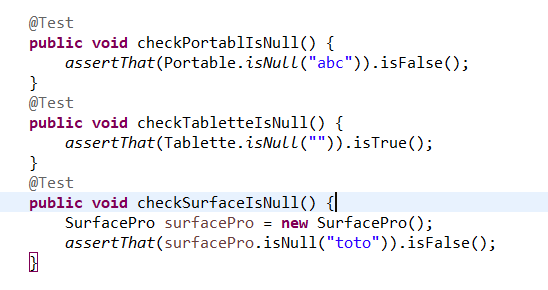 @Test
public void checkPortablIsNull() {
    assertThat(Portable.isNull("abc")).isFalse();
}
@Test
public void checkTabletteIsNull() {
    assertThat(Tablette.isNull("")).isTrue();
}
@Test
public void checkSurfaceIsNull() {
    SurfacePro surfacePro = new SurfacePro();
    assertThat(surfacePro.isNull("toto")).isFalse();
}